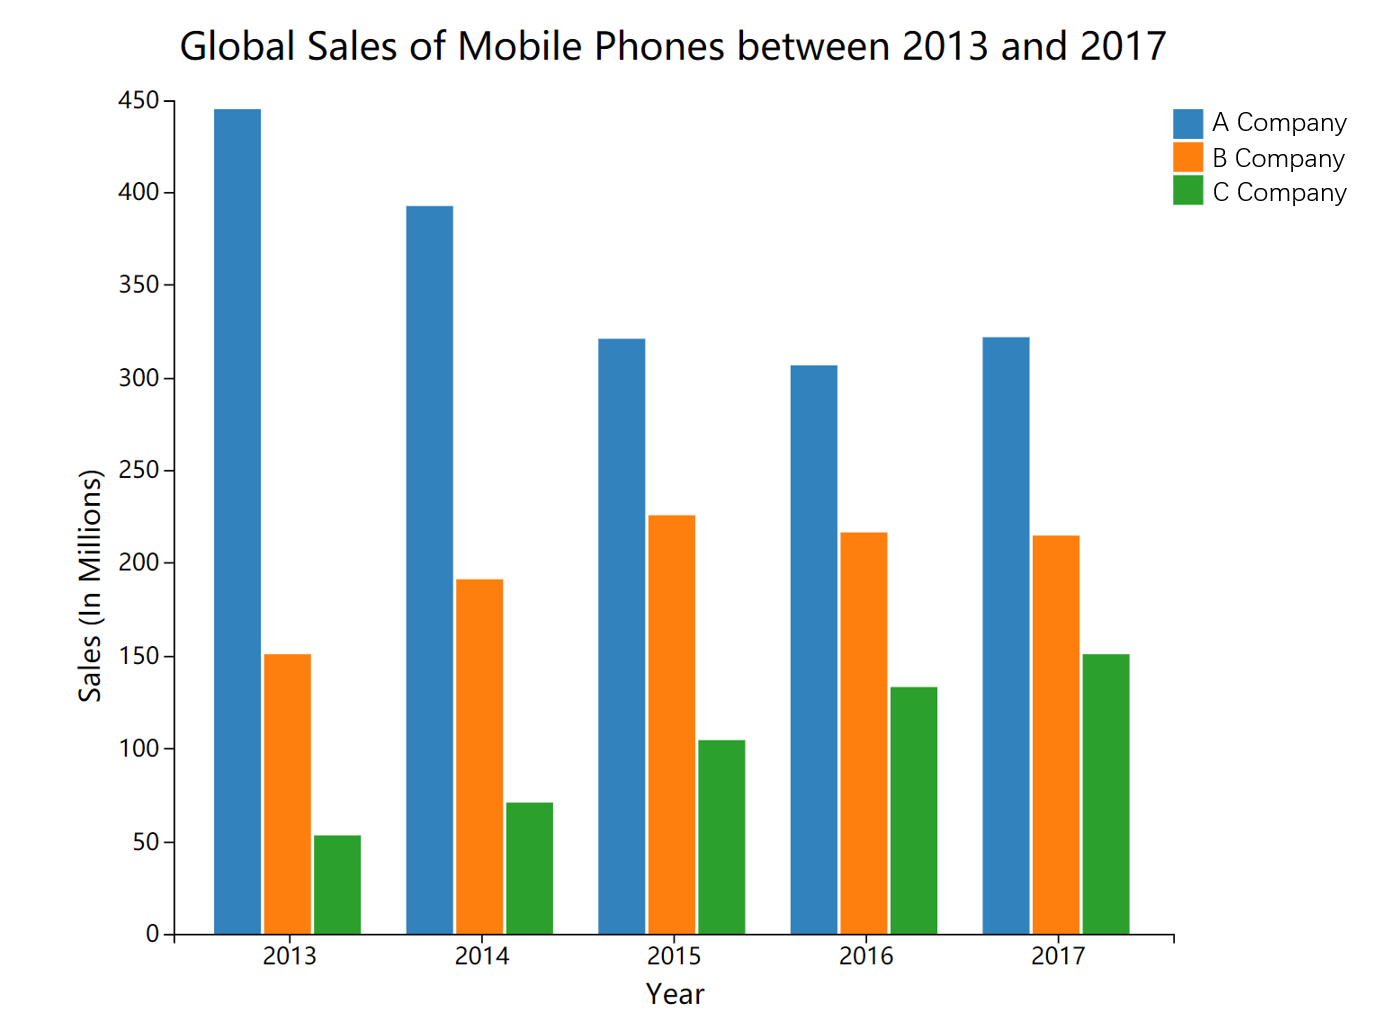 Global Sales of Mobile Phones between 2013 and 2017
A Company
B Company
C Company
Sales (In Millions)
450
400
350
300
250
200
150
100
50
0
2013 2014 2015 2016 2017
Year